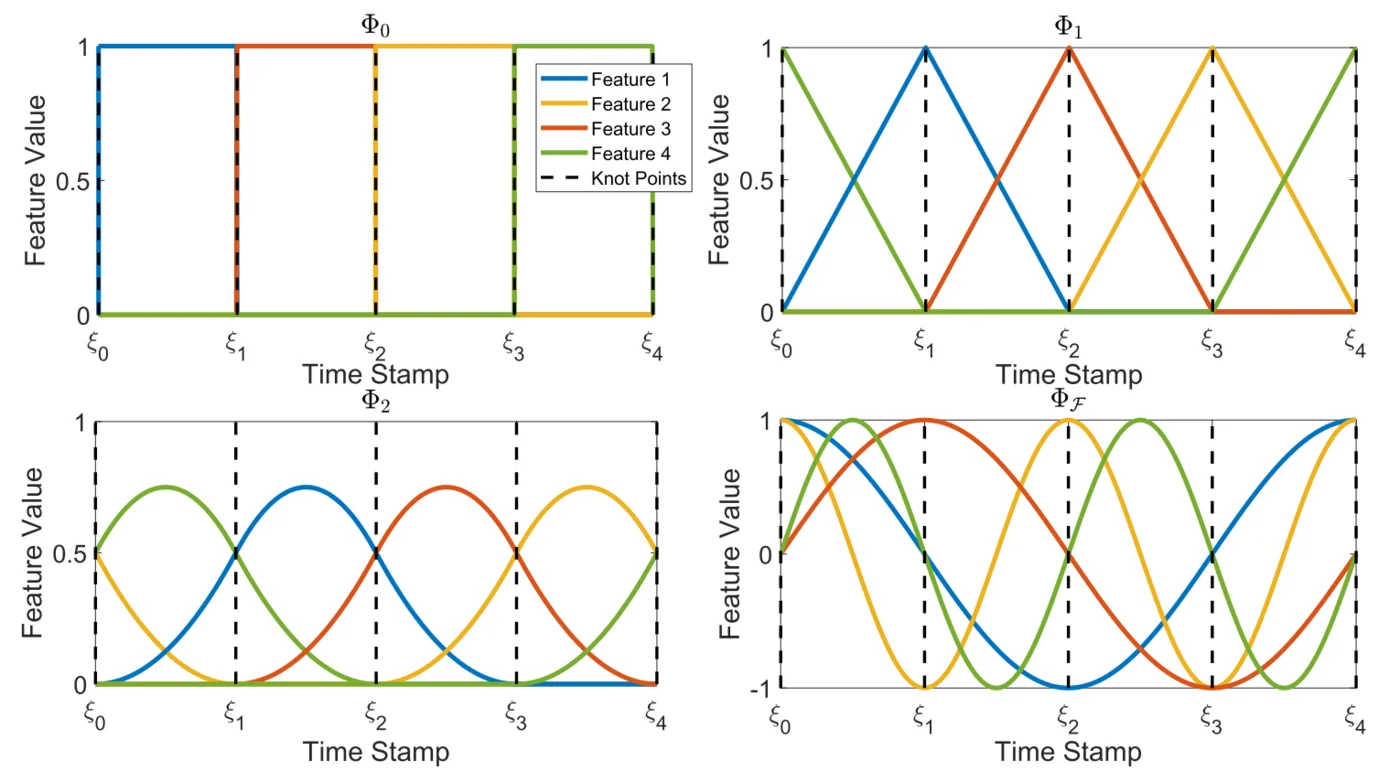 Φ0
1
0.5
0
Feature Value
Feature 1
Feature 2
Feature 3
Feature 4
Knot Points
ξ0 ξ1 ξ2 ξ3 ξ4
Time Stamp
Φ1
1
0.5
0
Feature Value
ξ0 ξ1 ξ2 ξ3 ξ4
Time Stamp
Φ2
1
0.5
0
Feature Value
ξ0 ξ1 ξ2 ξ3 ξ4
Time Stamp
Φℱ
1
0
-1
Feature Value
ξ0 ξ1 ξ2 ξ3 ξ4
Time Stamp